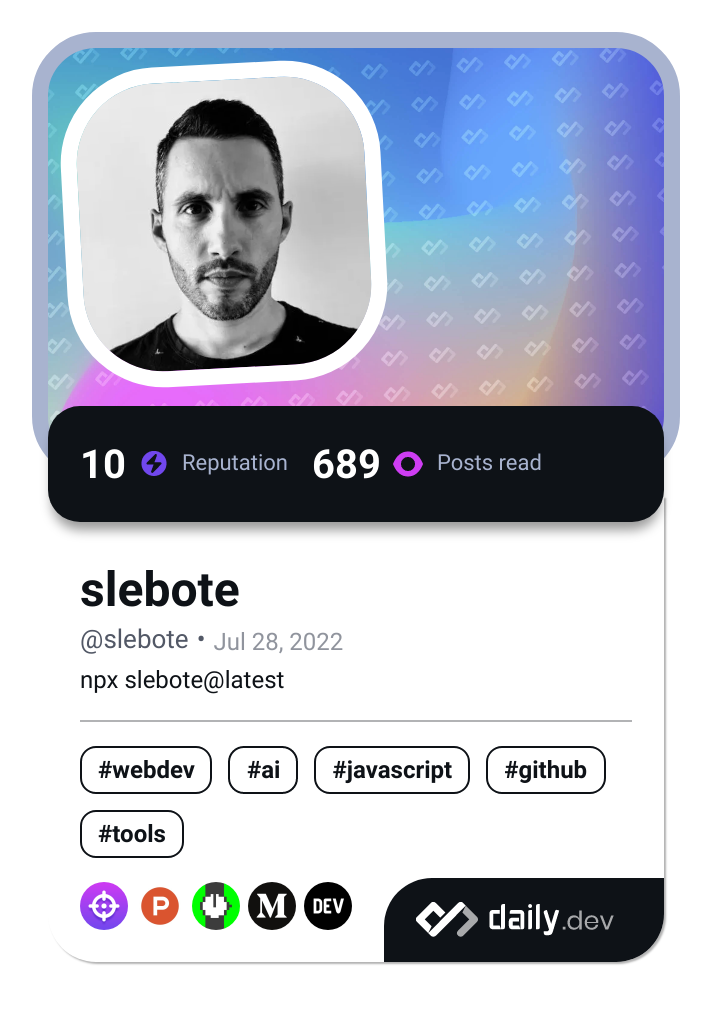 10 Reputation 689 Posts read
slebote
@slebote • Jul 28, 2022
npx slebote@latest
#webdev #ai #javascript #github
#tools
P M DEV daily.dev